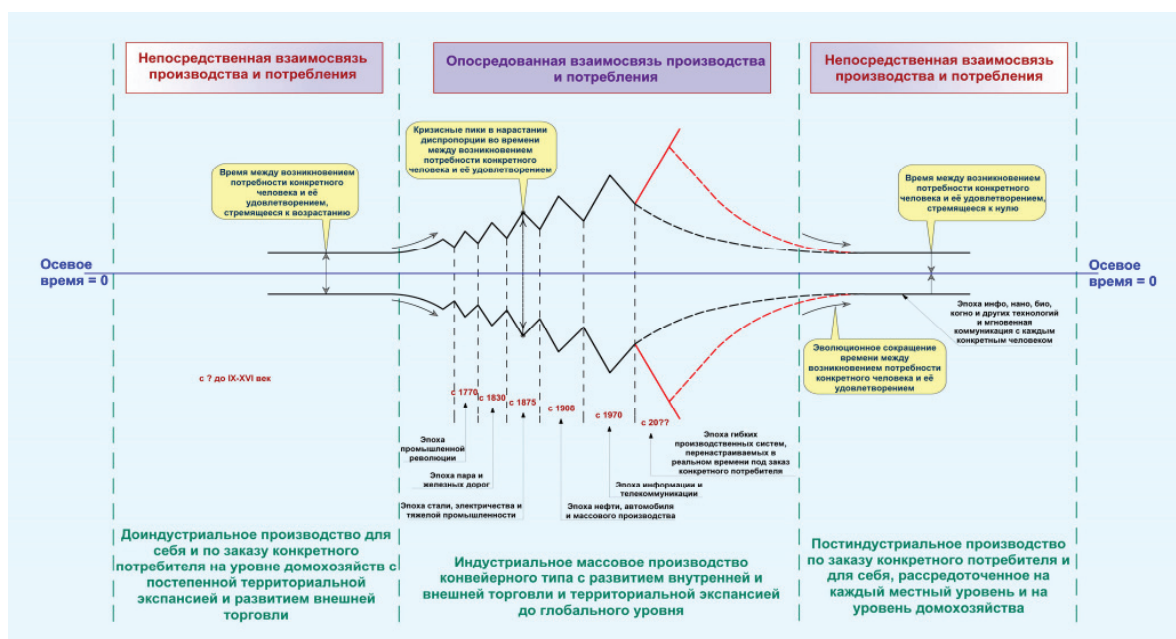 Непосредственная взаимосвязь
производства и потребления
Опосредованная взаимосвязь производства
и потребления
Непосредственная взаимосвязь
производства и потребления
Кризисные пики в нарастании
диспропорции во времени
между возникновением
потребности конкретного
человека и её удовлетворением
Время между возникновением
потребности конкретного
человека и её
удовлетворением,
стремящееся к возрастанию
Время между возникновением
потребности конкретного
человека и её удовлетворением,
стремящееся к нулю
Осевое
время = 0
Осевое
время = 0
Эпоха инфо, нано, био,
когно и других технологий
и мгновенная
коммуникация с каждым
конкретным человеком
Эволюционное сокращение
времени между
возникновением потребности
конкретного человека и её
удовлетворением
с ? до IX-XVI век
с 1770
с 1830
с 1875
с 1900
с 1970
с 20??
Эпоха
промышленной
революции
Эпоха пара и
железных дорог
Эпоха стали, электричества и
тяжелой промышленности
Эпоха нефти, автомобиля
и массового производства
Эпоха информации и
телекоммуникации
Эпоха гибких
производственных систем,
перенастраиваемых в
реальном времени под заказ
конкретного потребителя
Доиндустриальное производство для
себя и по заказу конкретного
потребителя на уровне домохозяйств с
постепенной территориальной
экспансией и развитием внешней
торговли
Индустриальное массовое производство
конвейерного типа с развитием внутренней и
внешней торговли и территориальной экспансией
до глобального уровня
Постиндустриальное производство
по заказу конкретного потребителя и
для себя, рассредоточенное на
каждый местный уровень и на
уровень домохозяйства